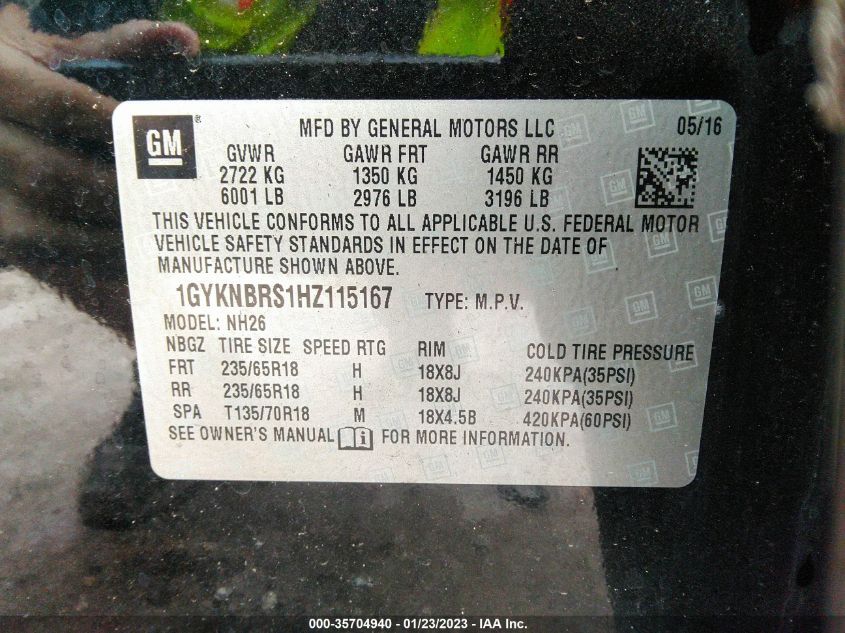 GM ® MFD BY GENERAL MOTORS LLC 05/16
GVWR GAWR FRT GAWR RR
2722 KG 1350 KG 1450 KG
6001 LB 2976 LB 3196 LB
THIS VEHICLE CONFORMS TO ALL APPLICABLE U.S. FEDERAL MOTOR
VEHICLE SAFETY STANDARDS IN EFFECT ON THE DATE OF
MANUFACTURE SHOWN ABOVE.
1GYKNBRS1HZ115167 TYPE: M.P.V.
MODEL: NH26
NBGZ TIRE SIZE SPEED RTG RIM COLD TIRE PRESSURE
FRT 235/65R18 H 18X8J 240KPA(35PSI)
RR 235/65R18 H 18X8J 240KPA(35PSI)
SPA T135/70R18 M 18X4.5B 420KPA(60PSI)
SEE OWNER'S MANUAL FOR MORE INFORMATION.
000-35704940 - 01/23/2023 - IAA Inc.